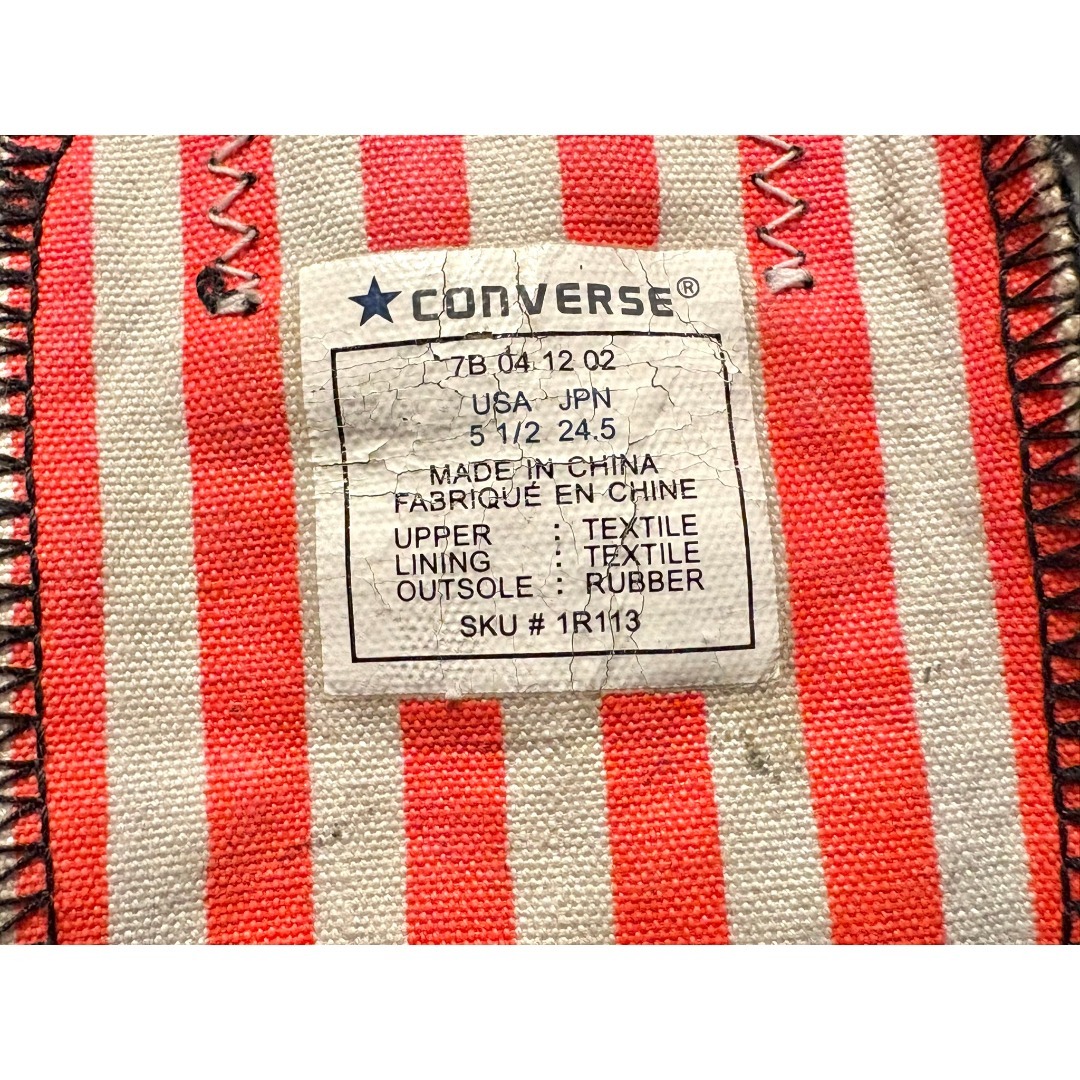 ★CONVERSE®
7B 04 12 02
USA JPN
5 1/2 24.5
MADE IN CHINA
FABRIQUÉ EN CHINE
UPPER : TEXTILE
LINING : TEXTILE
OUTSOLE : RUBBER
SKU # 1R113